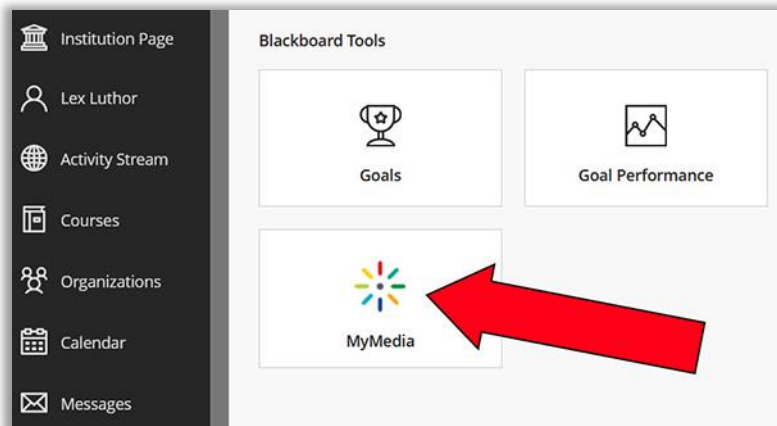 Institution Page
Lex Luthor
Activity Stream
Courses
Organizations
Calendar
Messages
Blackboard Tools
Goals
Goal Performance
MyMedia